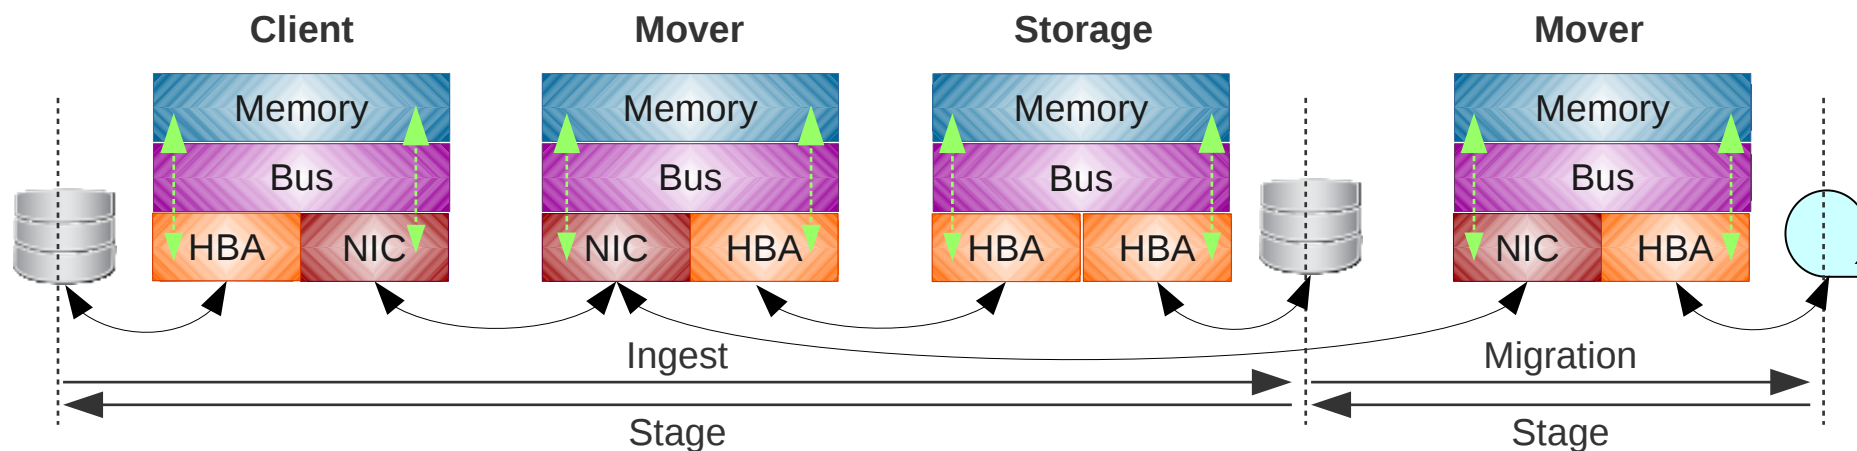 Client Mover Storage Mover
Memory Memory Memory Memory
Bus Bus Bus Bus
HBA NIC NIC HBA HBA HBA NIC HBA
Ingest Migration
Stage Stage